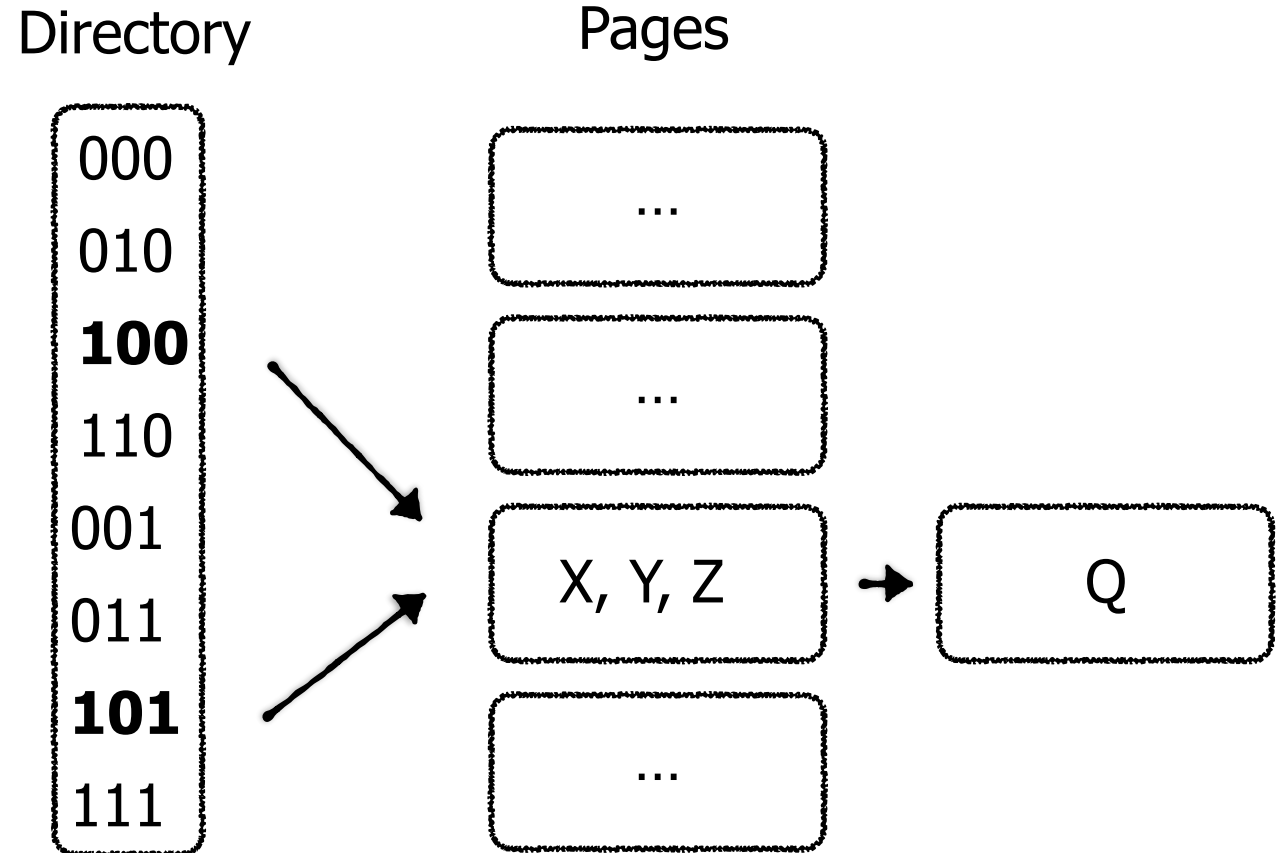 Directory
Pages
000
010
100
110
001
011
101
111
...
...
X, Y, Z
Q
...